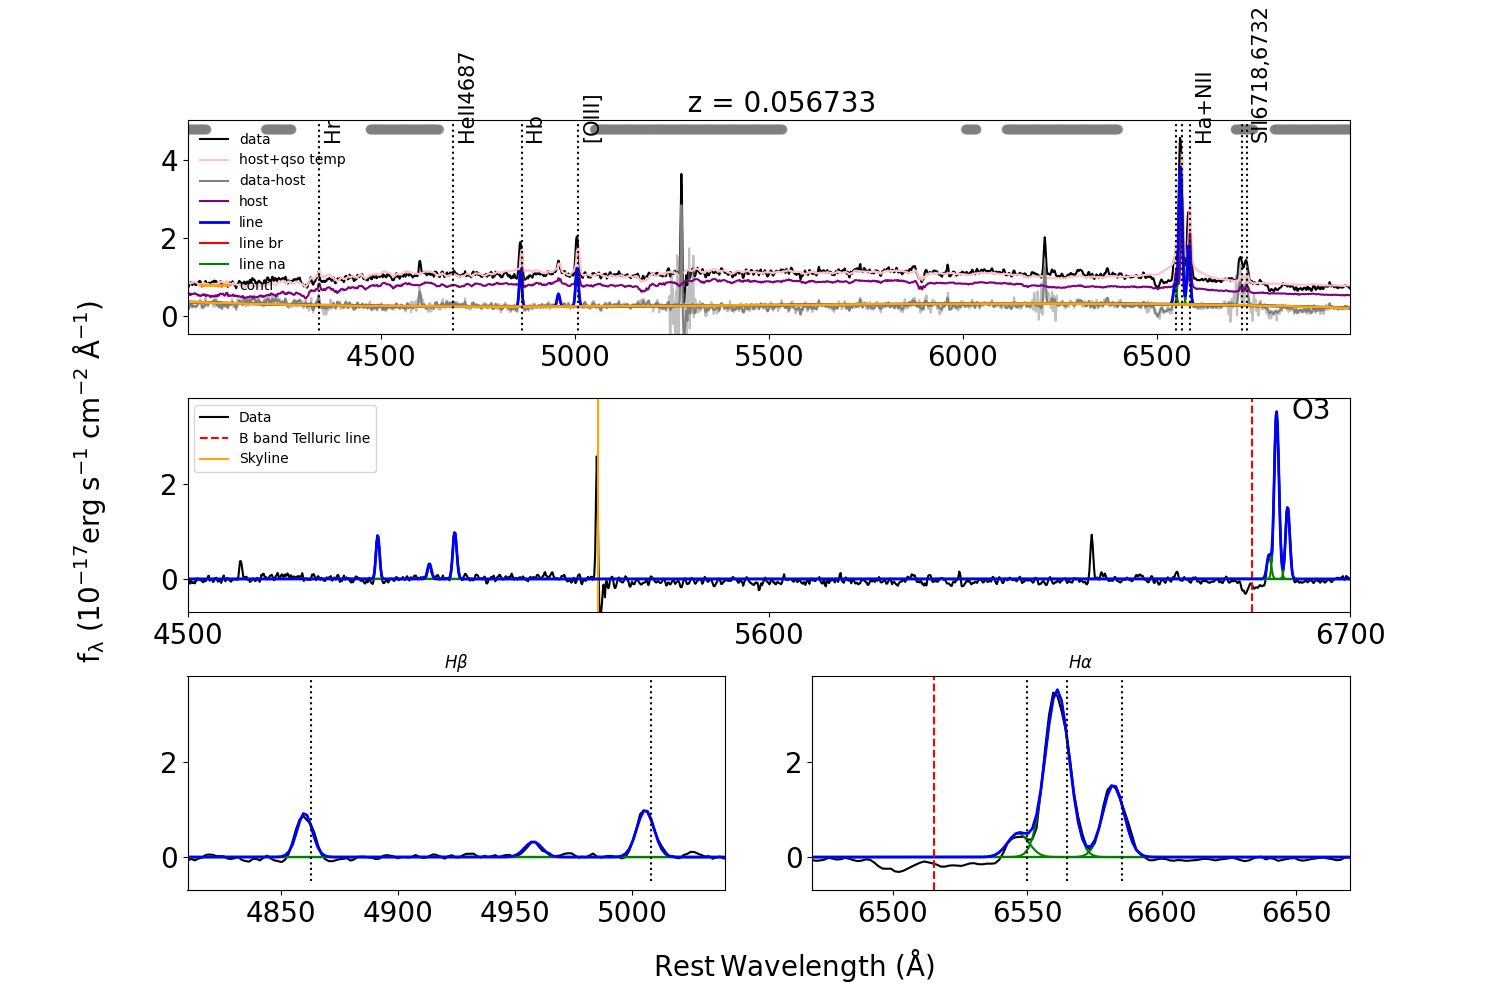 z = 0.056733
Hr
HeII4687
Hb
[OIII]
Ha+NII
SII6718,6732
data
host+qso temp
data-host
host
line
line br
line na
conti
4
2
0
4500
5000
5500
6000
6500
fλ (10⁻¹⁷erg s⁻¹ cm⁻² Å⁻¹)
O3
Data
B band Telluric line
Skyline
2
0
4500
5600
6700
Hβ
2
0
4850
4900
4950
5000
Hα
2
0
6500
6550
6600
6650
Rest Wavelength (Å)